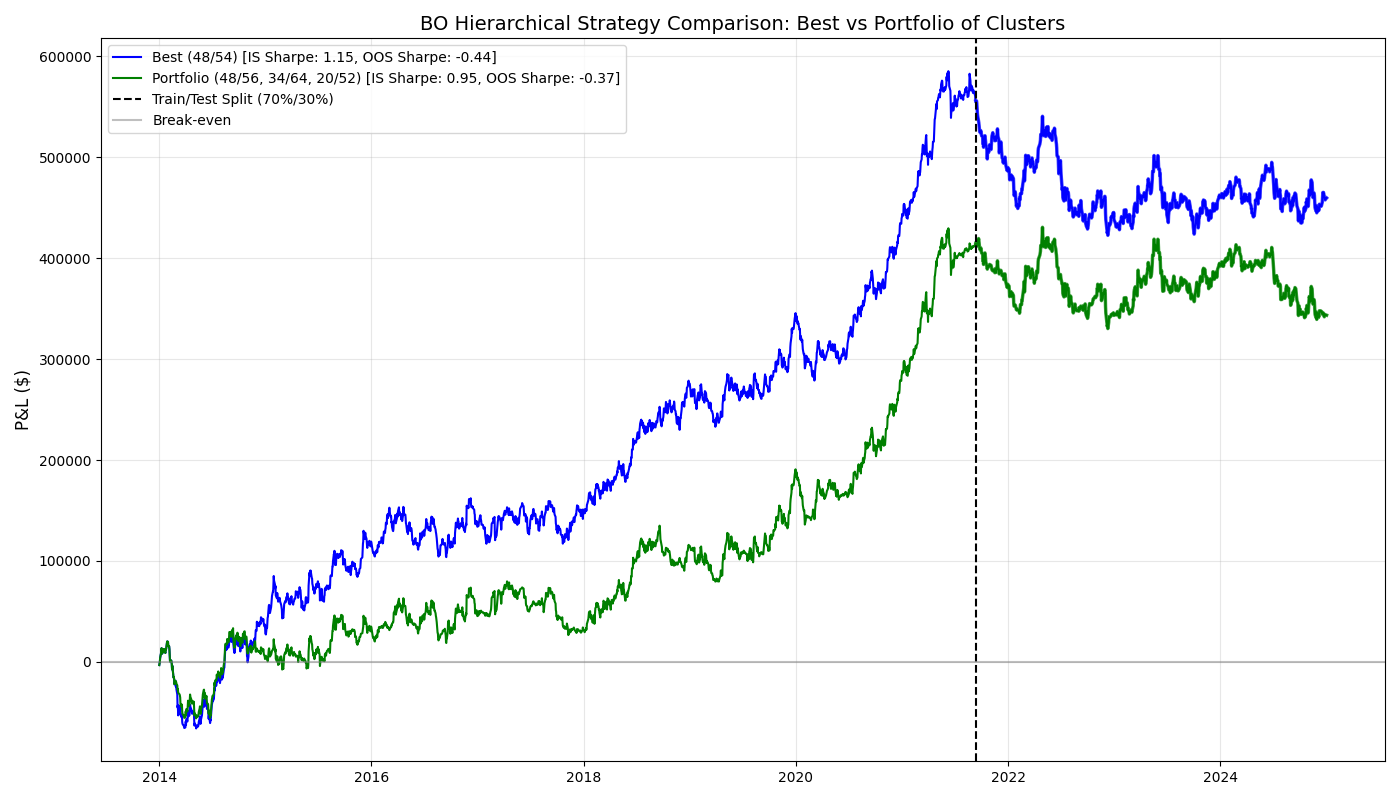 BO Hierarchical Strategy Comparison: Best vs Portfolio of Clusters
Best (48/54) [IS Sharpe: 1.15, OOS Sharpe: -0.44]
Portfolio (48/56, 34/64, 20/52) [IS Sharpe: 0.95, OOS Sharpe: -0.37]
Train/Test Split (70%/30%)
Break-even
P&L ($)
600000
500000
400000
300000
200000
100000
0
2014 2016 2018 2020 2022 2024